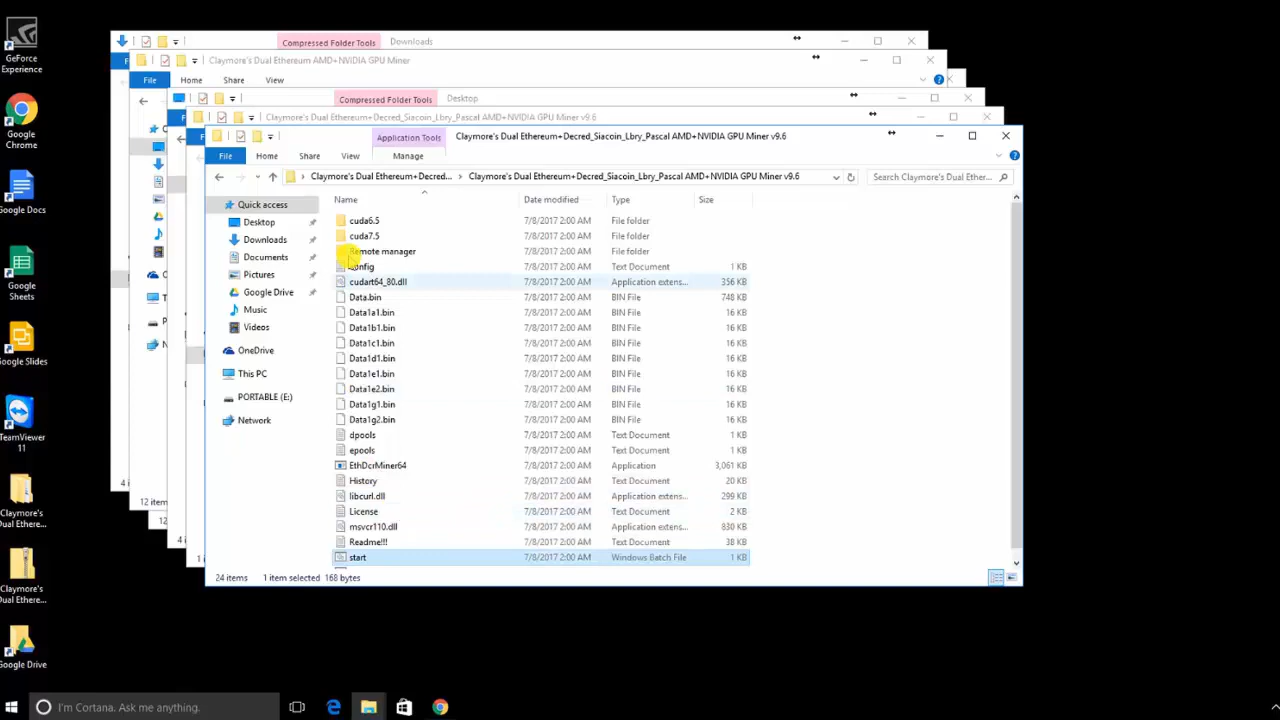 GeForce
Experience
Google
Chrome
Google Docs
Google
Sheets
Google Slides
TeamViewer
11
Claymore's
Dual Ethere...
Claymore's
Dual Ethere...
Google Drive
Compressed Folder Tools
Downloads
Claymore's Dual Ethereum AMD+NVIDIA GPU Miner
File
Home
Share
View
Compressed Folder Tools
Desktop
Claymore's Dual Ethereum+Decred_Siacoin_Lbry_Pascal AMD+NVIDIA GPU Miner v9.6
Application Tools
Claymore's Dual Ethereum+Decred_Siacoin_Lbry_Pascal AMD+NVIDIA GPU Miner v9.6
File
Home
Share
View
Manage
Claymore's Dual Ethereum+Decred...
Claymore's Dual Ethereum+Decred_Siacoin_Lbry_Pascal AMD+NVIDIA GPU Miner v9.6
Search Claymore's Dual Ether...
Quick access
Desktop
Downloads
Documents
Pictures
Google Drive
Music
Videos
OneDrive
This PC
PORTABLE (E:)
Network
Name Date modified Type Size
cuda6.5 7/8/2017 2:00 AM File folder
cuda7.5 7/8/2017 2:00 AM File folder
Remote manager 7/8/2017 2:00 AM File folder
config 7/8/2017 2:00 AM Text Document 1 KB
cudart64_80.dll 7/8/2017 2:00 AM Application extens... 356 KB
Data.bin 7/8/2017 2:00 AM BIN File 748 KB
Data1a1.bin 7/8/2017 2:00 AM BIN File 16 KB
Data1b1.bin 7/8/2017 2:00 AM BIN File 16 KB
Data1c1.bin 7/8/2017 2:00 AM BIN File 16 KB
Data1d1.bin 7/8/2017 2:00 AM BIN File 16 KB
Data1e1.bin 7/8/2017 2:00 AM BIN File 16 KB
Data1e2.bin 7/8/2017 2:00 AM BIN File 16 KB
Data1g1.bin 7/8/2017 2:00 AM BIN File 16 KB
Data1g2.bin 7/8/2017 2:00 AM BIN File 16 KB
dpools 7/8/2017 2:00 AM Text Document 1 KB
epools 7/8/2017 2:00 AM Text Document 1 KB
EthDcrMiner64 7/8/2017 2:00 AM Application 3,061 KB
History 7/8/2017 2:00 AM Text Document 20 KB
libcurl.dll 7/8/2017 2:00 AM Application extens... 299 KB
License 7/8/2017 2:00 AM Text Document 2 KB
msvcr110.dll 7/8/2017 2:00 AM Application extens... 830 KB
Readme!!! 7/8/2017 2:00 AM Text Document 38 KB
start 7/8/2017 2:00 AM Windows Batch File 1 KB
24 items 1 item selected 168 bytes
12 item
12
4
1
I'm Cortana. Ask me anything.